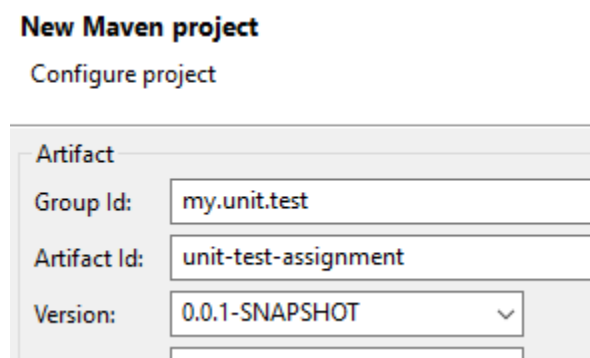 New Maven project
Configure project
Artifact
Group Id: my.unit.test
Artifact Id: unit-test-assignment
Version: 0.0.1-SNAPSHOT